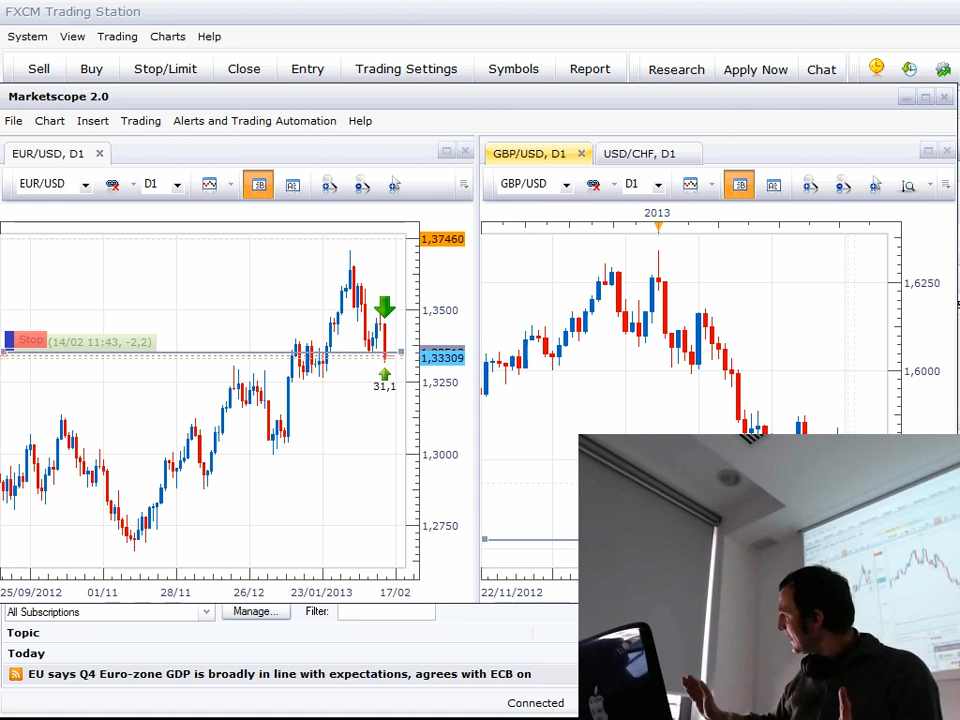 FXCM Trading Station
System View Trading Charts Help
Sell Buy Stop/Limit Close Entry Trading Settings Symbols Report Research Apply Now Chat
Marketscope 2.0
File Chart Insert Trading Alerts and Trading Automation Help
EUR/USD, D1
GBP/USD, D1 USD/CHF, D1
EUR/USD D1
GBP/USD D1
2013
1,37460
1,3500
Stop (14/02 11:43, -2,2)
1,33309
31,1
1,3250
1,3000
1,2750
25/09/2012 01/11 28/11 26/12 23/01/2013 17/02
1,6250
1,6000
22/11/2012
All Subscriptions Manage... Filter:
Topic
Today
EU says Q4 Euro-zone GDP is broadly in line with expectations, agrees with ECB on
Connected